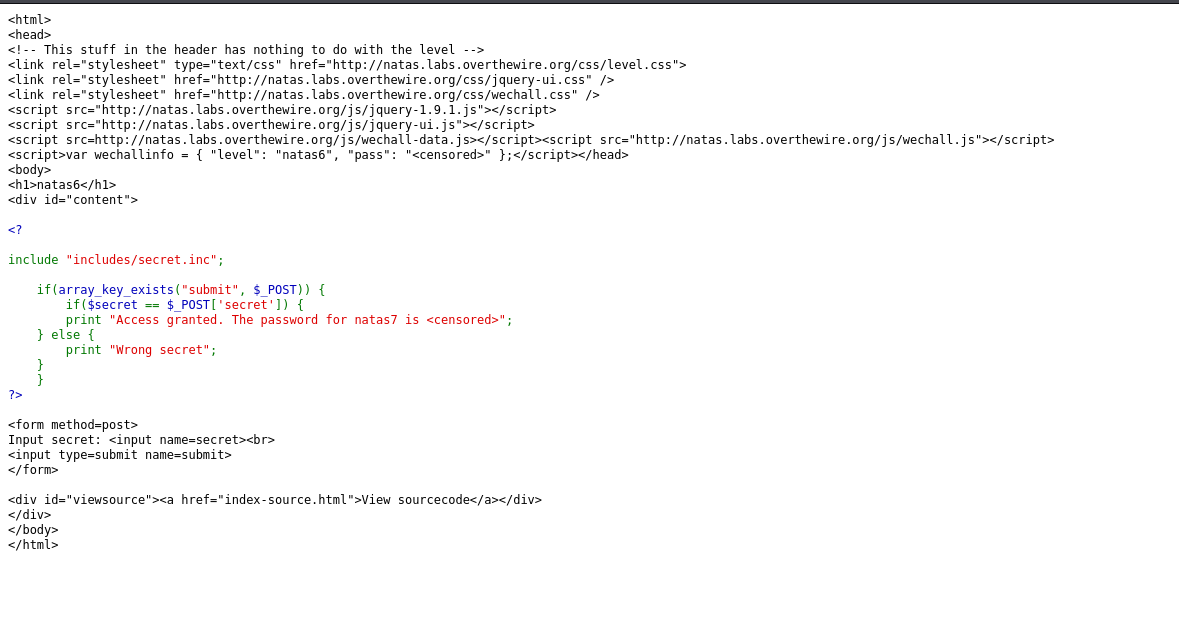 <html>
<head>
<!-- This stuff in the header has nothing to do with the level -->
<link rel="stylesheet" type="text/css" href="http://natas.labs.overthewire.org/css/level.css">
<link rel="stylesheet" href="http://natas.labs.overthewire.org/css/jquery-ui.css" />
<link rel="stylesheet" href="http://natas.labs.overthewire.org/css/wechall.css" />
<script src="http://natas.labs.overthewire.org/js/jquery-1.9.1.js"></script>
<script src="http://natas.labs.overthewire.org/js/jquery-ui.js"></script>
<script src=http://natas.labs.overthewire.org/js/wechall-data.js></script><script src="http://natas.labs.overthewire.org/js/wechall.js"></script>
<script>var wechallinfo = { "level": "natas6", "pass": "<censored>" };</script></head>
<body>
<h1>natas6</h1>
<div id="content">
<?
include "includes/secret.inc";
    if(array_key_exists("submit", $_POST)) {
        if($secret == $_POST['secret']) {
        print "Access granted. The password for natas7 is <censored>";
    } else {
        print "Wrong secret";
    }
    }
?>
<form method=post>
Input secret: <input name=secret><br>
<input type=submit name=submit>
</form>
<div id="viewsource"><a href="index-source.html">View sourcecode</a></div>
</div>
</body>
</html>